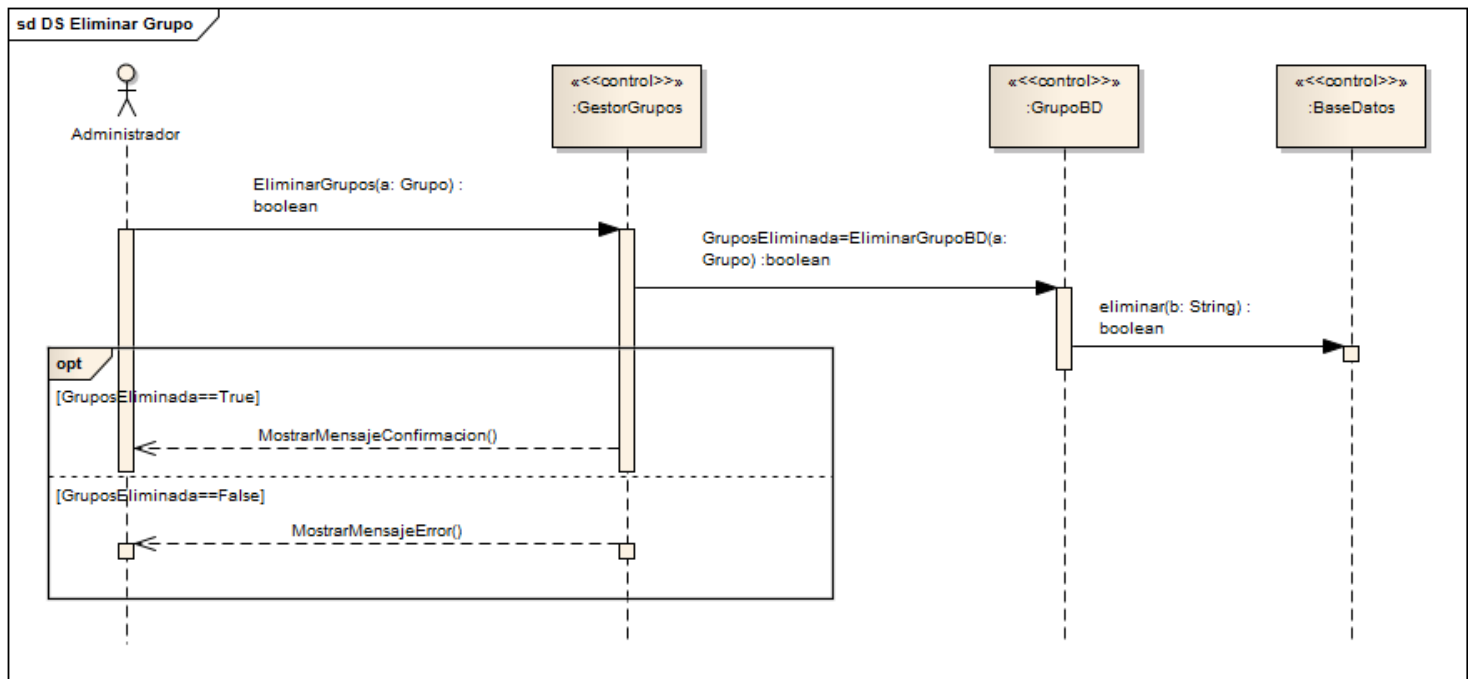 sd DS Eliminar Grupo
Administrador
«<<control>>»
:GestorGrupos
«<<control>>»
:GrupoBD
«<<control>>»
:BaseDatos
EliminarGrupos(a: Grupo) :
boolean
GruposEliminada=EliminarGrupoBD(a:
Grupo) :boolean
eliminar(b: String) :
boolean
opt
[GruposEliminada==True]
MostrarMensajeConfirmacion()
[GruposEliminada==False]
MostrarMensajeError()